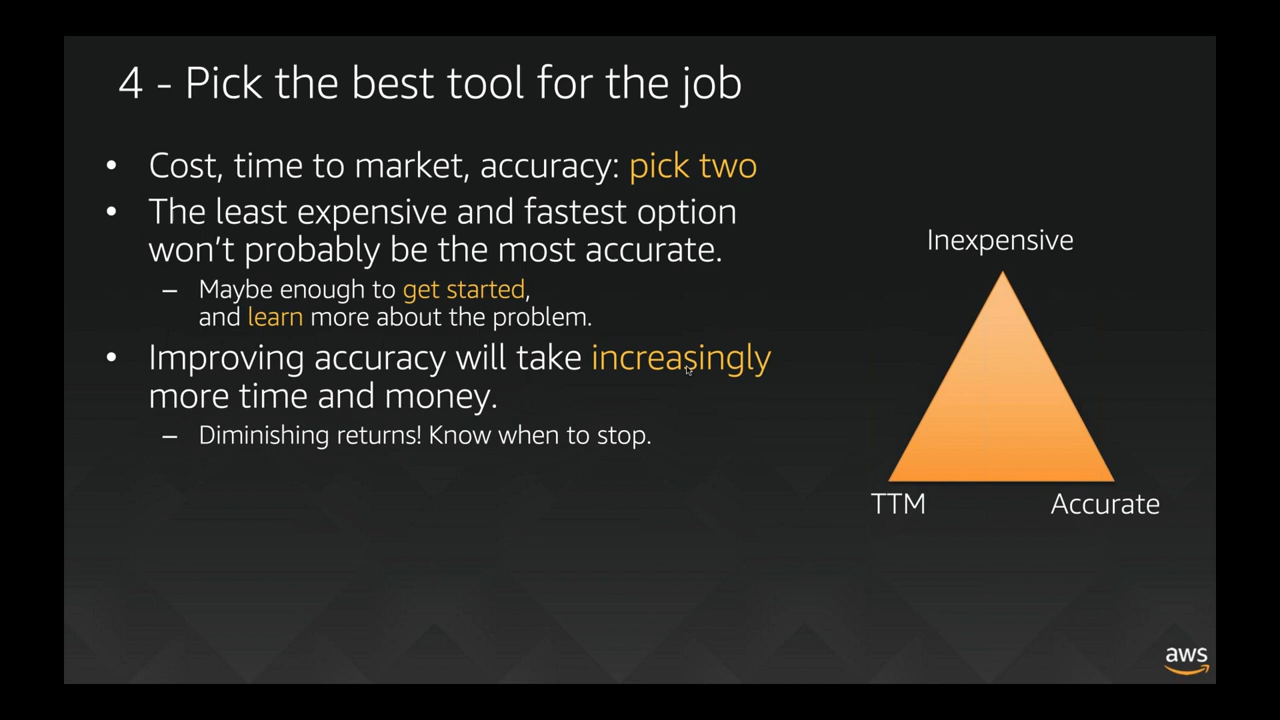 4 - Pick the best tool for the job
• Cost, time to market, accuracy: pick two
• The least expensive and fastest option
won't probably be the most accurate.
– Maybe enough to get started,
and learn more about the problem.
• Improving accuracy will take increasingly
more time and money.
– Diminishing returns! Know when to stop.
Inexpensive
TTM
Accurate
aws